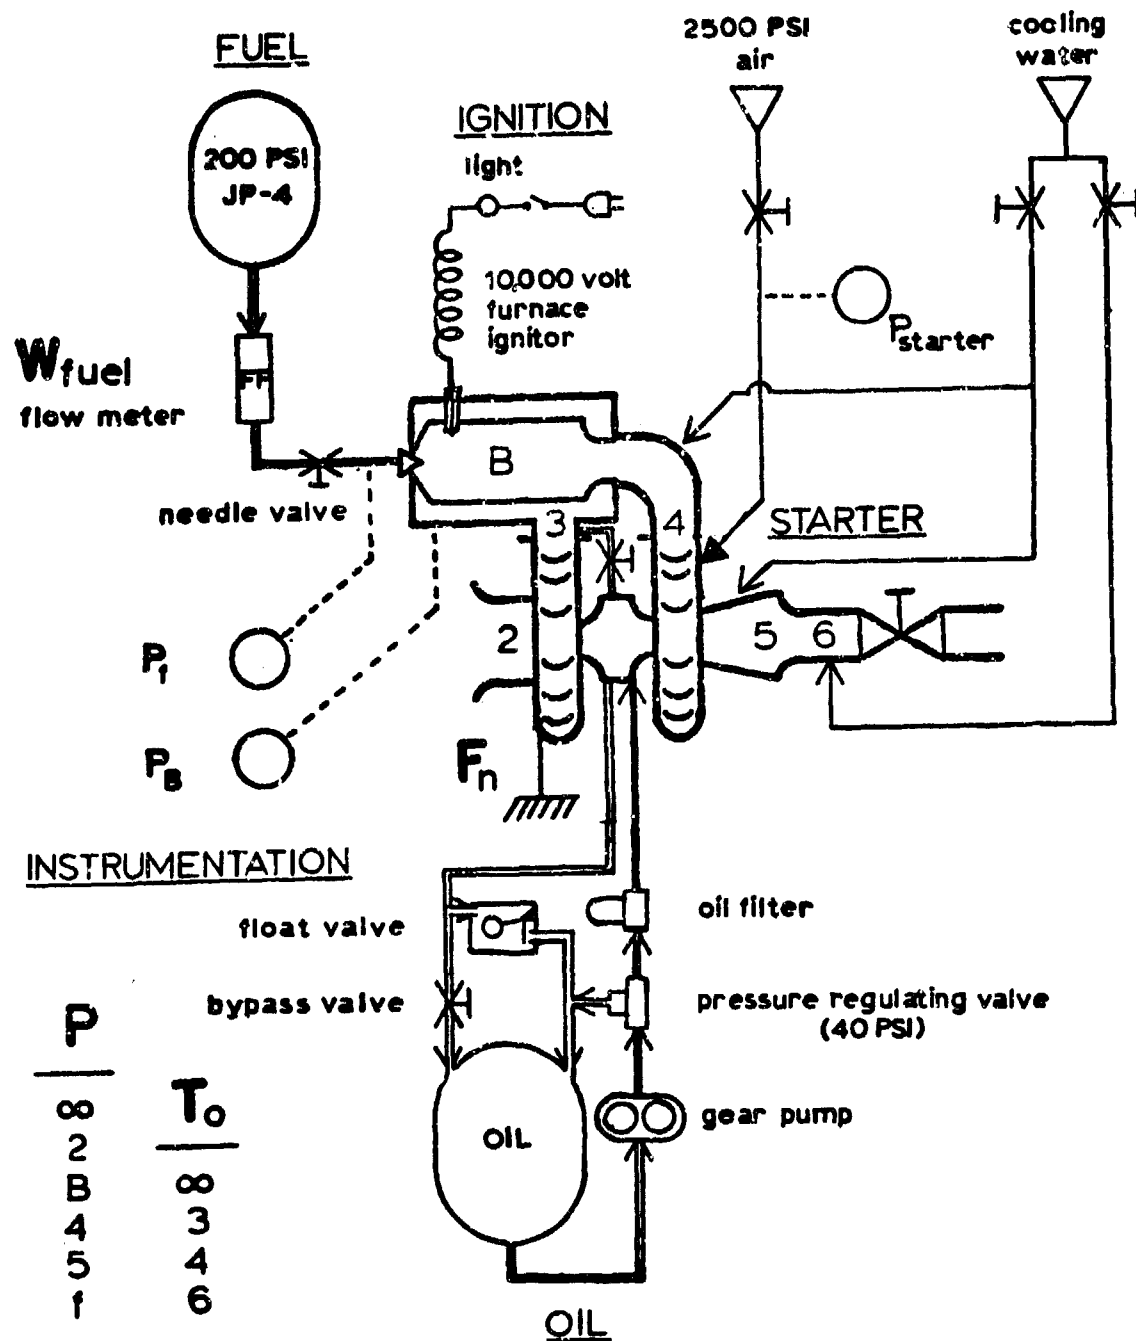 FUEL
200 PSI
JP-4
IGNITION
light
10,000 volt
furnace
ignitor
2500 PSI
air
cooling
water
Pstarter
Wfuel
flow meter
FF
needle valve
B
3
4
STARTER
2
5
6
Pf
PB
Fn
INSTRUMENTATION
float valve
oil filter
bypass valve
pressure regulating valve
(40 PSI)
gear pump
OIL
P
∞
2
B
4
5
f
To
∞
3
4
6
OIL